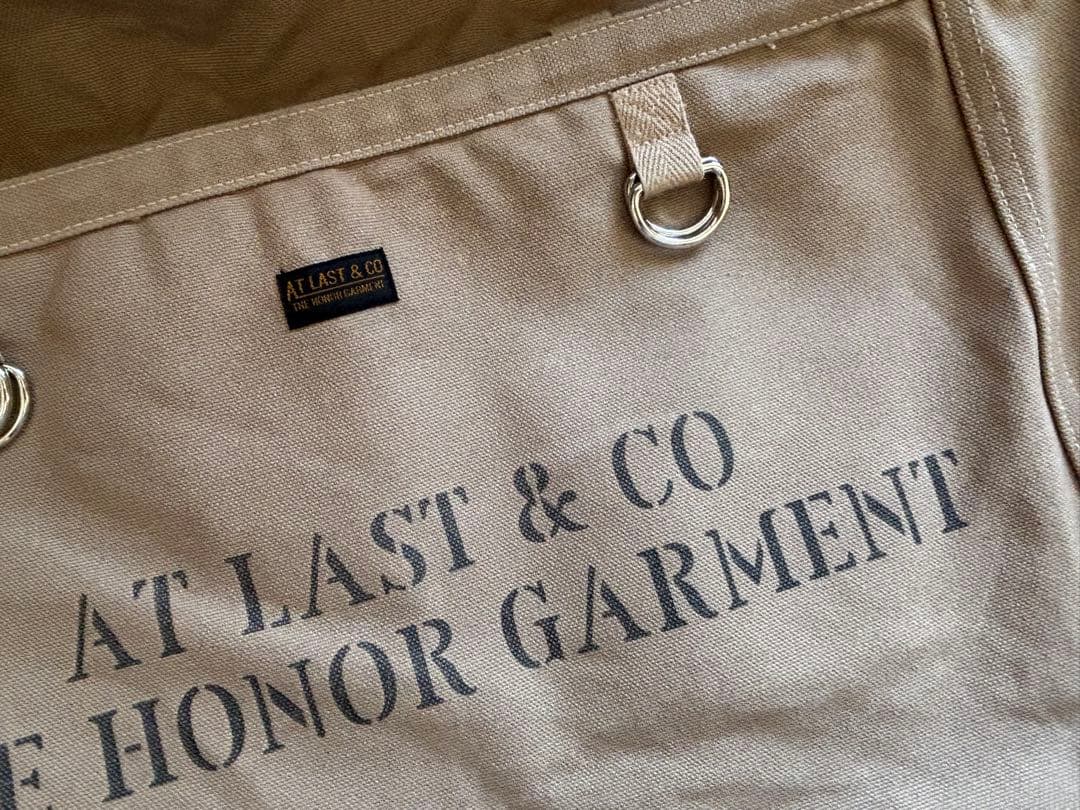 AT LAST & CO
THE HONOR GARMENT
AT LAST & CO
E HONOR GARMENT